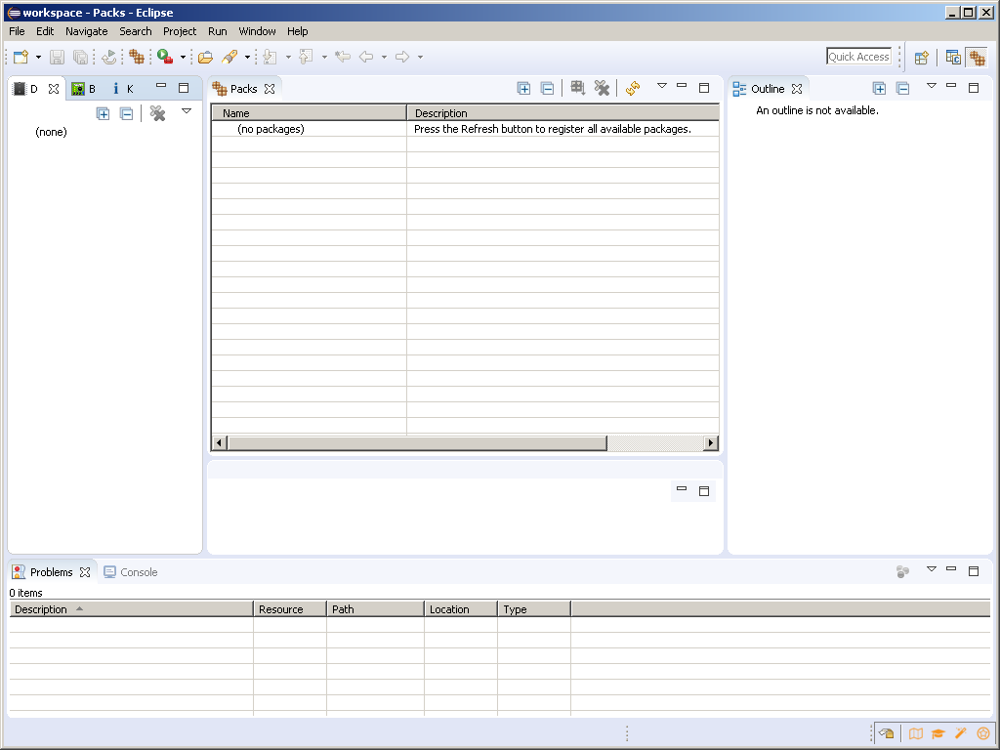 workspace - Packs - Eclipse
File Edit Navigate Search Project Run Window Help
Quick Access
D B K
(none)
Packs
Name Description
(no packages) Press the Refresh button to register all available packages.
Outline
An outline is not available.
Problems Console
0 items
Description Resource Path Location Type